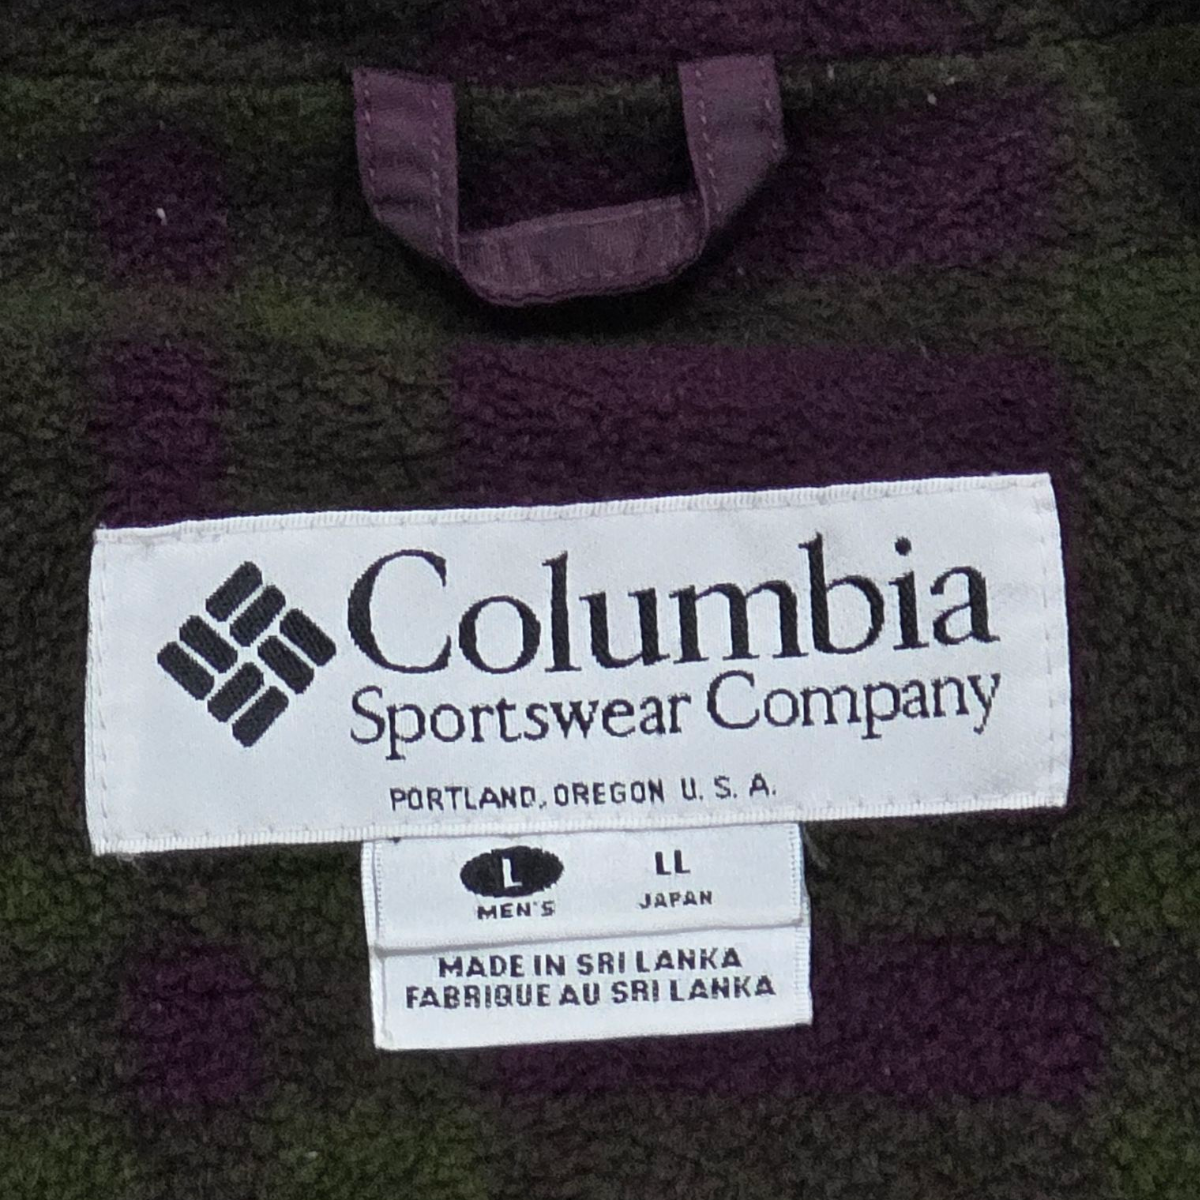 Columbia
Sportswear Company
PORTLAND, OREGON U. S. A.
L LL
MEN'S JAPAN
MADE IN SRI LANKA
FABRIQUE AU SRI LANKA